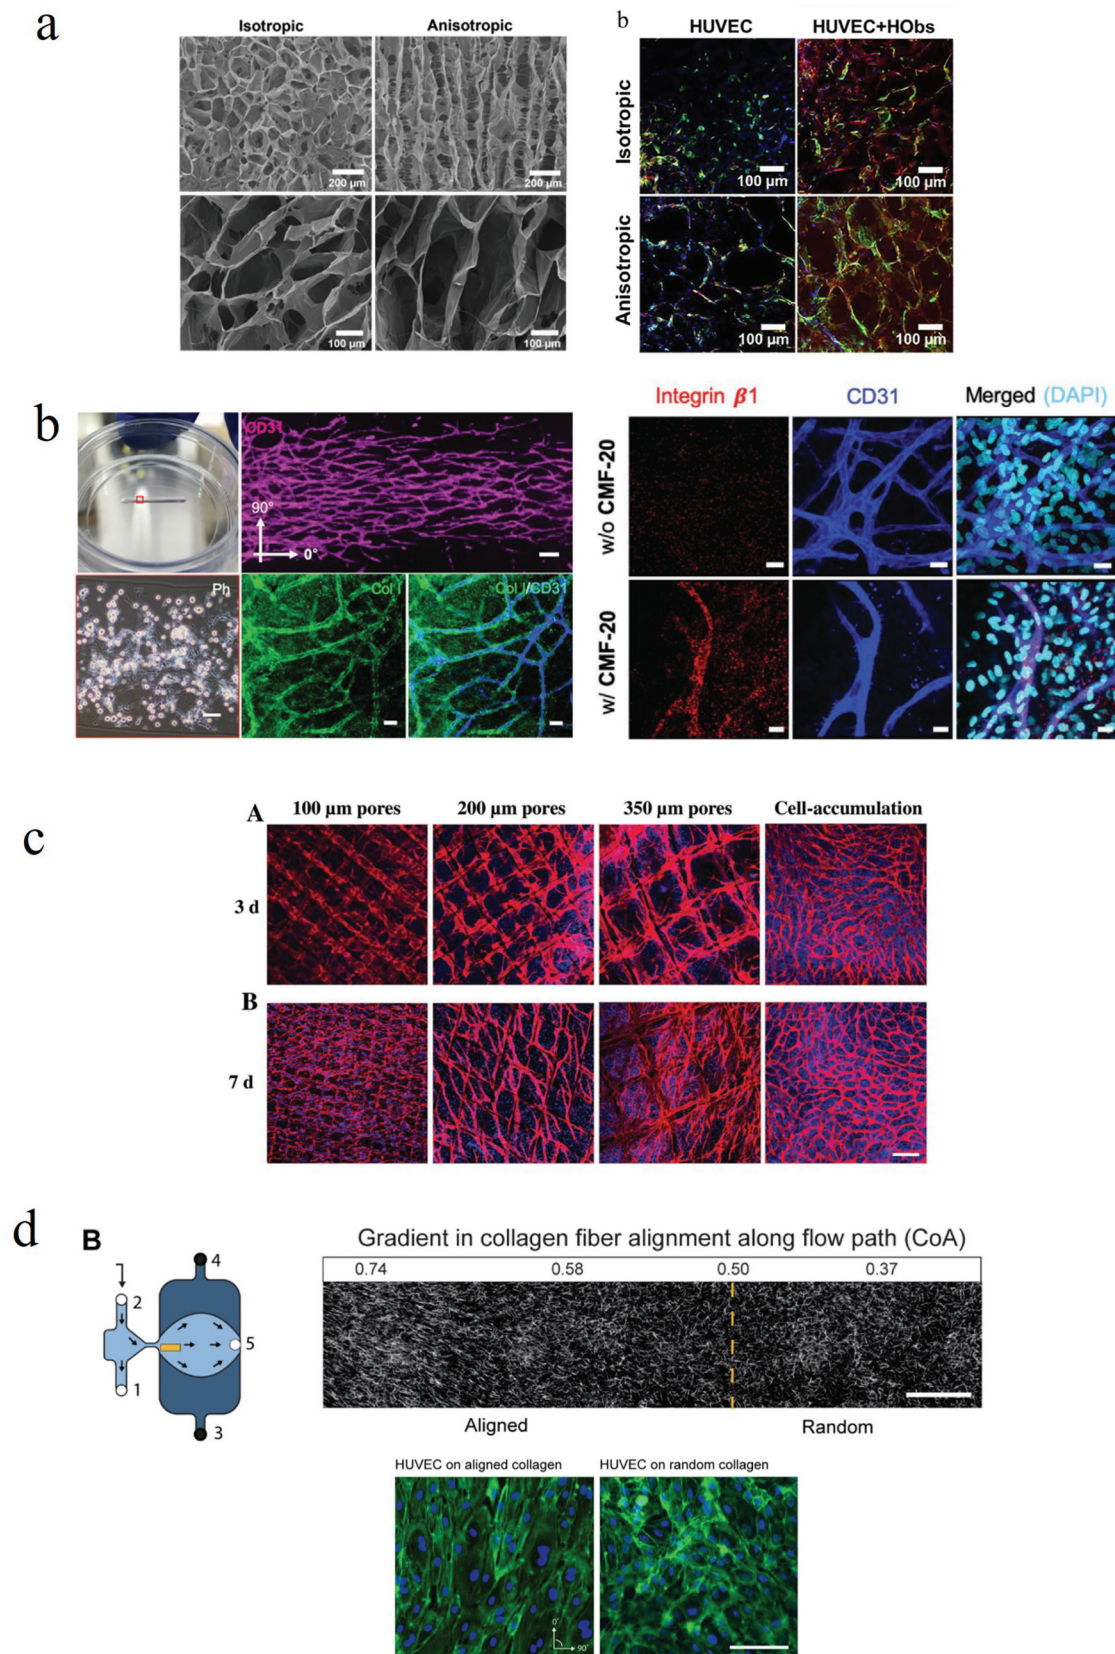 a
Isotropic
Anisotropic
200 µm
200 µm
100 µm
100 µm
b
HUVEC
HUVEC+HObs
Isotropic
100 µm
100 µm
Anisotropic
100 µm
100 µm
b
CD31
90°
0°
Ph
Col I
Col I/CD31
Integrin β1
CD31
Merged (DAPI)
w/o CMF-20
w/ CMF-20
c
A
100 µm pores
200 µm pores
350 µm pores
Cell-accumulation
3 d
B
7 d
d
B
4
2
5
1
3
Gradient in collagen fiber alignment along flow path (CoA)
0.74
0.58
0.50
0.37
Aligned
Random
HUVEC on aligned collagen
HUVEC on random collagen
0°
90°